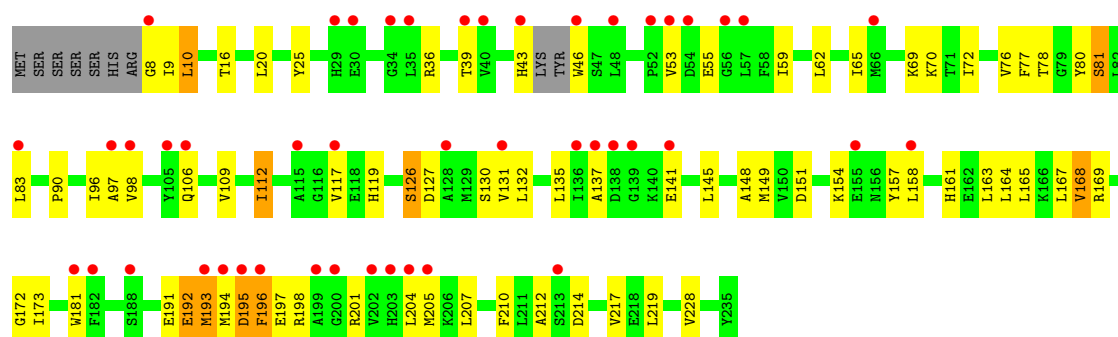 MET SER SER SER SER HIS ARG G8 I9 L10 T16 L20 Y25 H29 E30 G34 L35 R36 T39 V40 H43 LYS TYR W46 S47 L48 P52 V53 D54 E55 G56 L57 F58 I59 L62 I65 M66 K69 K70 T71 I72 V76 F77 T78 G79 Y80 S81 L82
L83 P90 I96 A97 V98 Y105 Q106 V109 I112 A115 G116 V117 E118 H119 S126 D127 A128 M129 S130 V131 L132 L135 I136 A137 D138 G139 K140 E141 L145 A148 M149 V150 D151 K154 E155 N156 Y157 L158 H161 E162 L163 L164 L165 K166 L167 V168 R169
G172 I173 W181 F182 S188 E191 E192 M193 M194 D195 F196 E197 R198 A199 G200 R201 V202 H203 L204 M205 K206 L207 F210 L211 A212 S213 D214 V217 E218 L219 V228 Y235